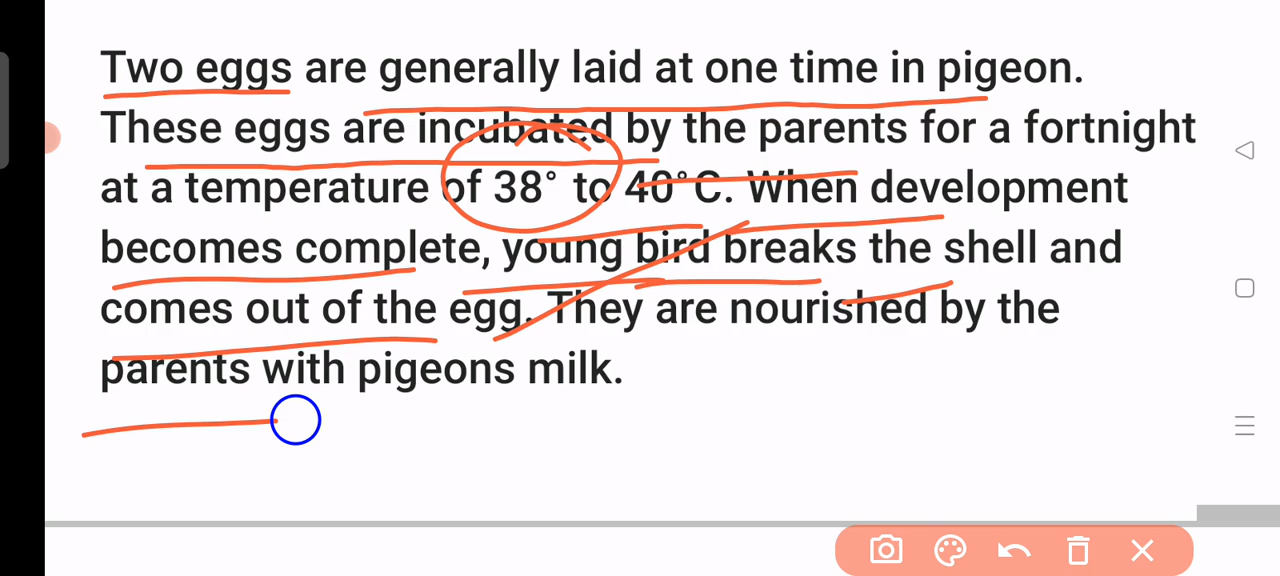 Two eggs are generally laid at one time in pigeon.
These eggs are incubated by the parents for a fortnight
at a temperature of 38° to 40°C. When development
becomes complete, young bird breaks the shell and
comes out of the egg. They are nourished by the
parents with pigeons milk.